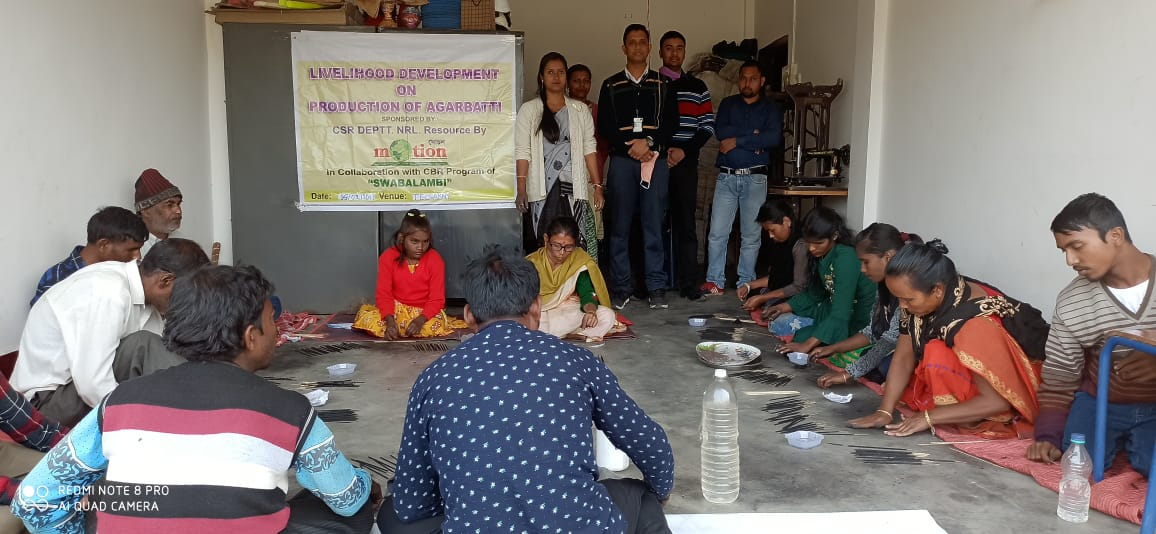 LIVELIHOOD DEVELOPMENT
ON
PRODUCTION OF AGARBATTI
SPONSORED BY
CSR DEPTT. NRL. Resource By
motion
In Collaboration with CBR Program of
"SWABALAMBI"
Date: Venue:
REDMI NOTE 8 PRO
AI QUAD CAMERA